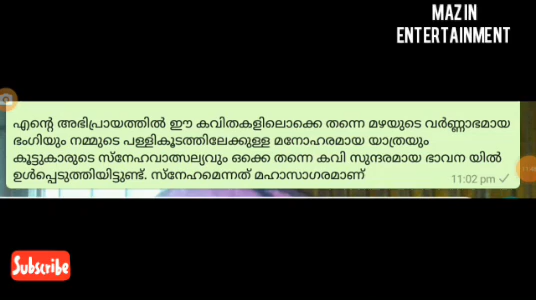 MAZIN
ENTERTAINMENT
എന്റെ അഭിപ്രായത്തിൽ ഈ കവിതകളിലൊക്കെ തന്നെ മഴയുടെ വർണ്ണാഭമായ
ഭംഗിയും നമ്മുടെ പള്ളികൂടത്തിലേക്കുള്ള മനോഹരമായ യാത്രയും
കൂട്ടുകാരുടെ സ്നേഹവാത്സല്യവും ഒക്കെ തന്നെ കവി സുന്ദരമായ ഭാവന യിൽ
ഉൾപ്പെടുത്തിയിട്ടുണ്ട്. സ്നേഹമെന്നത് മഹാസാഗരമാണ്
11:02 pm
Subscribe